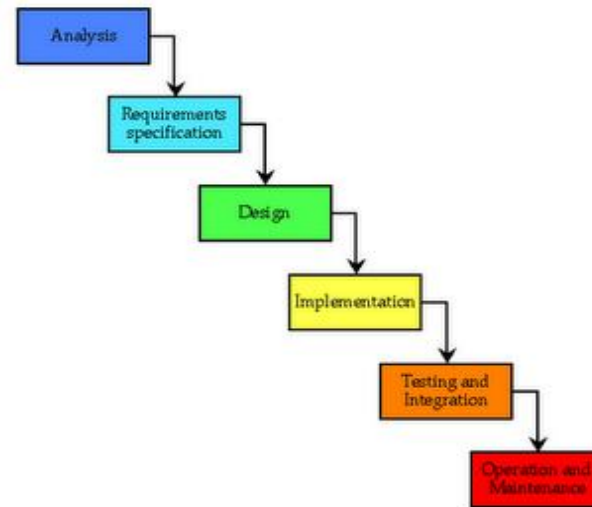 Analysis
Requirements
specification
Design
Implementation
Testing and
Integration
Operation and
Maintenance